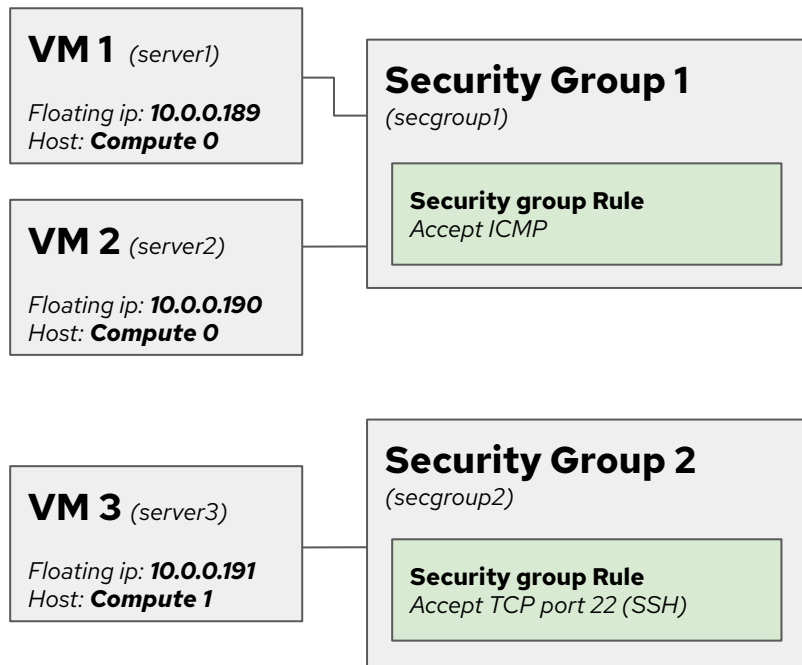 VM 1 (server1)
Floating ip: 10.0.0.189
Host: Compute 0
Security Group 1
(secgroup1)
Security group Rule
Accept ICMP
VM 2 (server2)
Floating ip: 10.0.0.190
Host: Compute 0
Security Group 2
(secgroup2)
VM 3 (server3)
Floating ip: 10.0.0.191
Host: Compute 1
Security group Rule
Accept TCP port 22 (SSH)